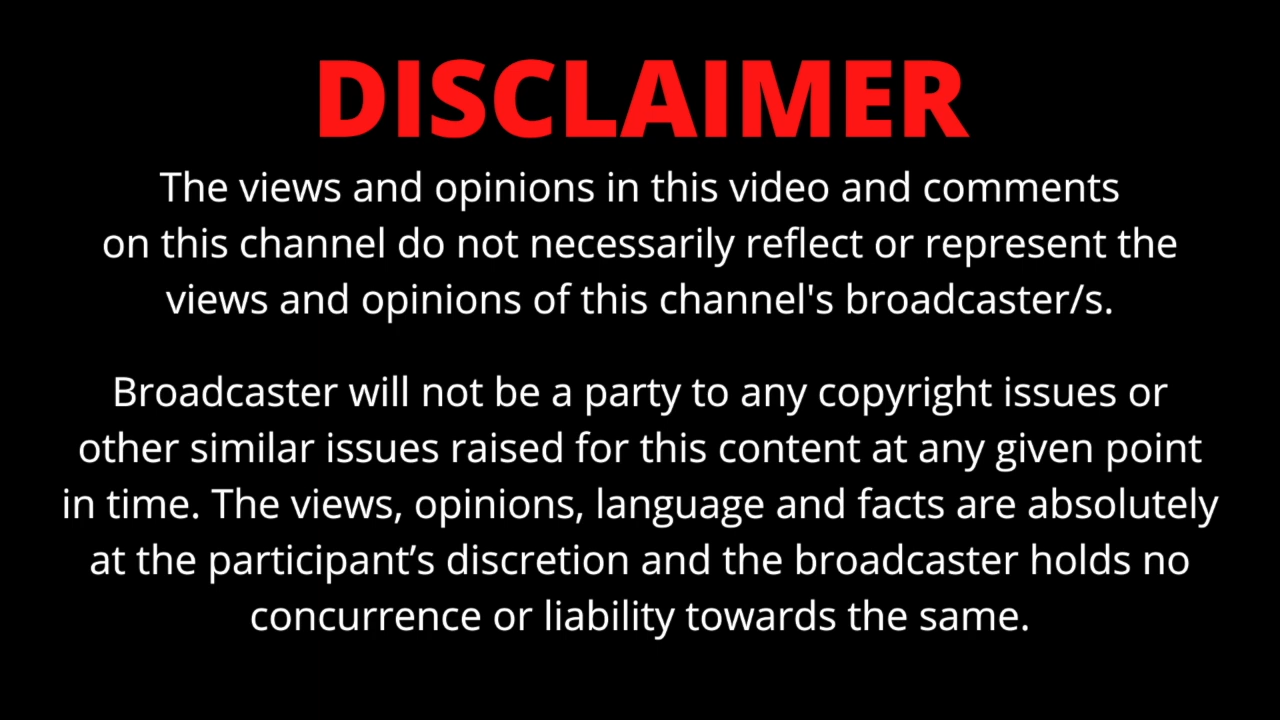 DISCLAIMER
The views and opinions in this video and comments
on this channel do not necessarily reflect or represent the
views and opinions of this channel's broadcaster/s.
Broadcaster will not be a party to any copyright issues or
other similar issues raised for this content at any given point
in time. The views, opinions, language and facts are absolutely
at the participant’s discretion and the broadcaster holds no
concurrence or liability towards the same.